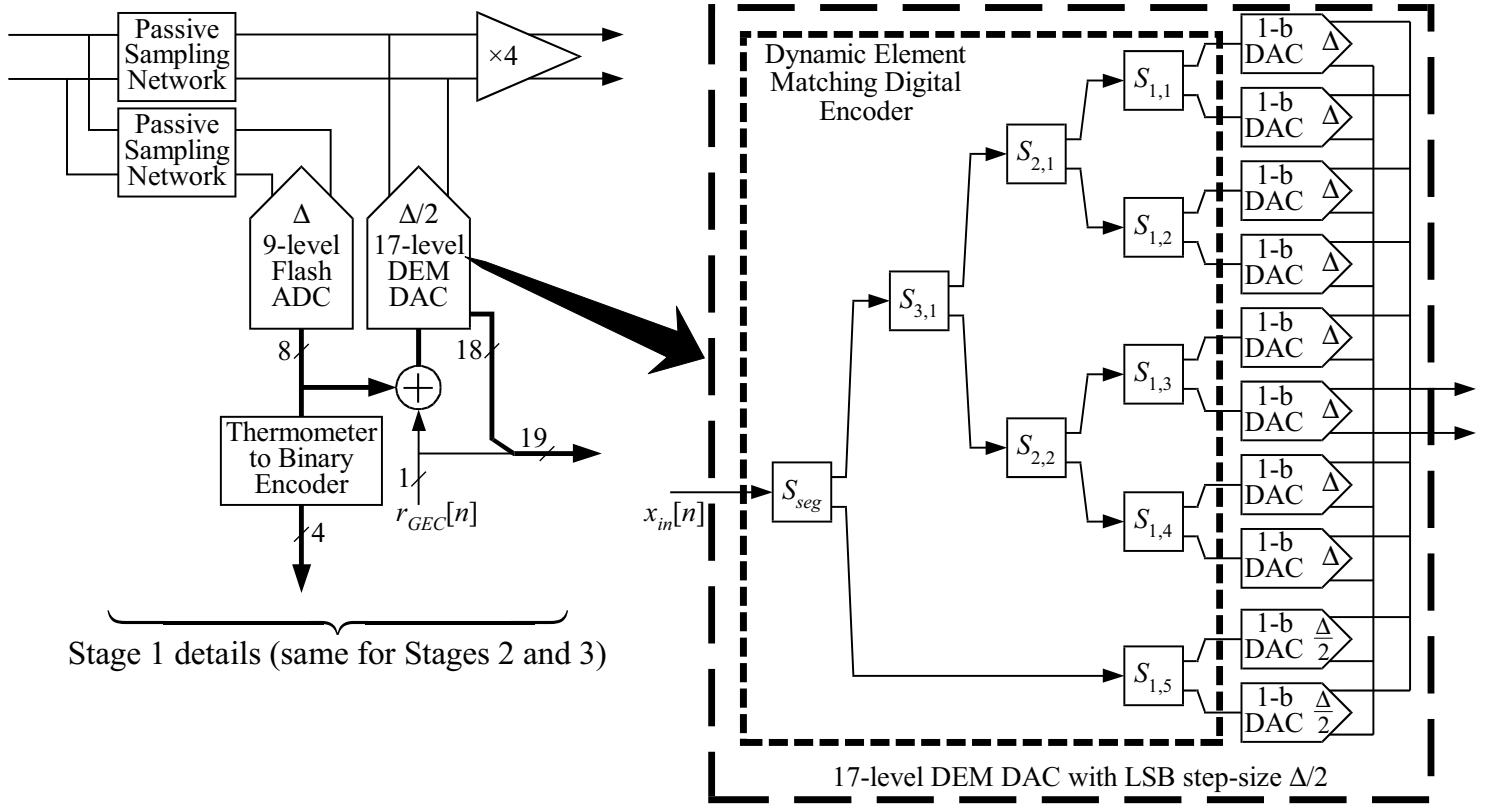 Passive
Sampling
Network
×4
Passive
Sampling
Network
Δ
9-level
Flash
ADC
Δ/2
17-level
DEM
DAC
8
18
+
Thermometer
to Binary
Encoder
19
1
r_GEC[n]
4
Stage 1 details (same for Stages 2 and 3)
Dynamic Element
Matching Digital
Encoder
x_in[n]
S_seg
S_3,1
S_2,1
S_2,2
S_1,1
S_1,2
S_1,3
S_1,4
S_1,5
1-b
DAC Δ
1-b
DAC Δ
1-b
DAC Δ
1-b
DAC Δ
1-b
DAC Δ
1-b
DAC Δ
1-b
DAC Δ
1-b
DAC Δ
1-b
DAC Δ/2
1-b
DAC Δ/2
17-level DEM DAC with LSB step-size Δ/2